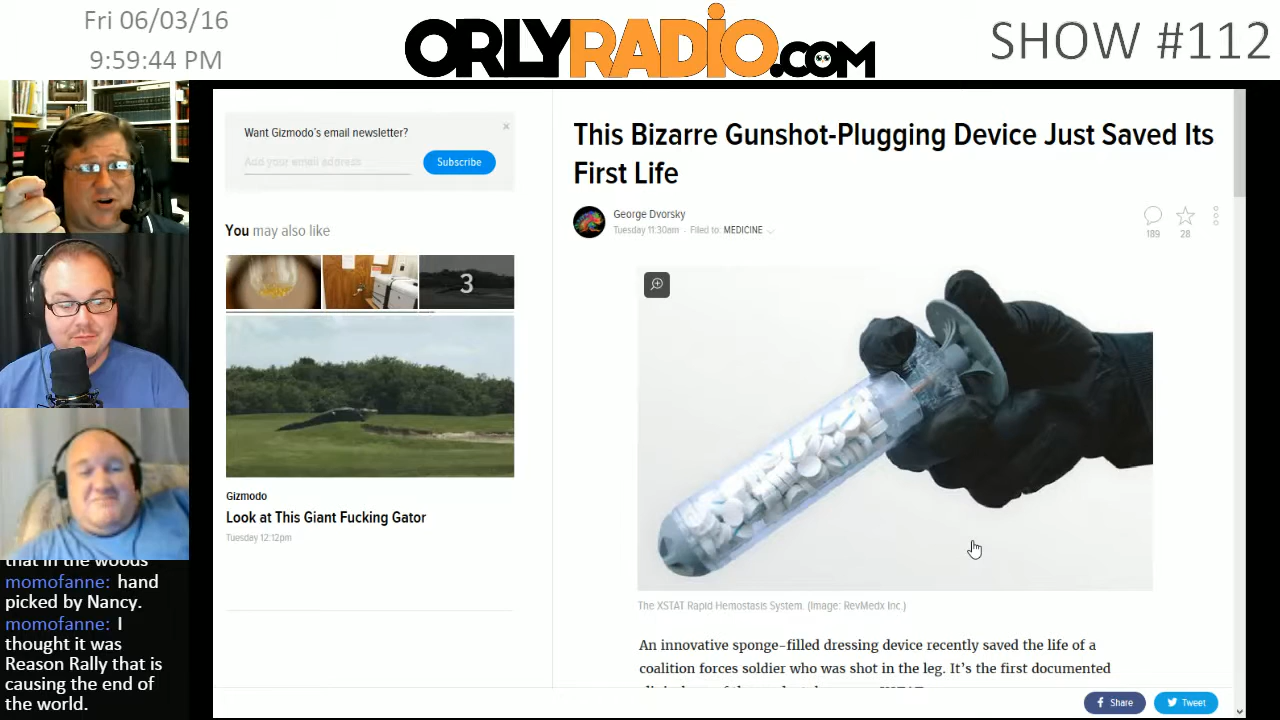 Fri 06/03/16
9:59:44 PM
ORLYRADIO.COM
SHOW #112
that in the woods
momofanne: hand
picked by Nancy.
momofanne: I
thought it was
Reason Rally that is
causing the end of
the world.
Want Gizmodo's email newsletter?
×
Add your email address
Subscribe
You may also like
3
Gizmodo
Look at This Giant Fucking Gator
Tuesday 12:12pm
This Bizarre Gunshot-Plugging Device Just Saved Its
First Life
George Dvorsky
Tuesday 11:30am - Filed to: MEDICINE
189
28
The XSTAT Rapid Hemostasis System. (Image: RevMedx Inc.)
An innovative sponge-filled dressing device recently saved the life of a
coalition forces soldier who was shot in the leg. It's the first documented
Share
Tweet